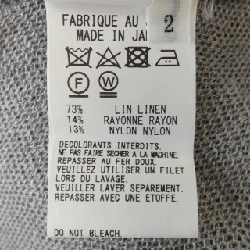 FABRIQUE AU
2
MADE IN JA
F
W
73% LIN LINEN
14% RAYONNE RAYON
13% NYLON NYLON
DECOLORANTS INTERDITS.
NE PAS FAIRE SECHER A LA MACHINE.
REPASSER AU FER DOUX.
VEUILLEZ UTILISER UN FILET
LORS DU LAVAGE.
VEUILLEZ LAVER SEPAREMENT.
REPASSER AVEC UNE ETOFFE.
DO NOT BLEACH.